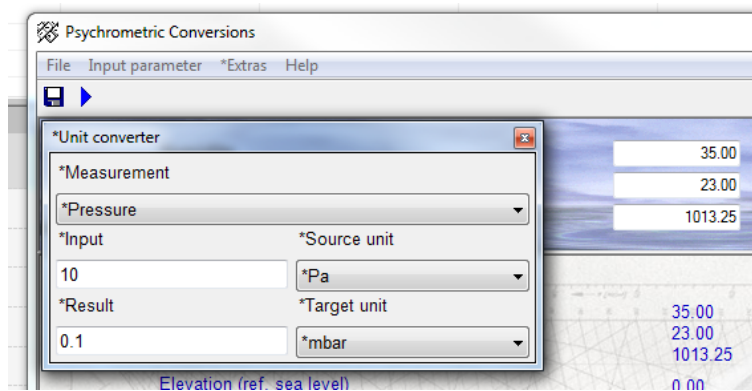 Psychrometric Conversions
File Input parameter *Extras Help
*Unit converter
35.00
*Measurement
23.00
*Pressure
1013.25
*Input *Source unit
10 *Pa
*Result *Target unit
35.00
0.1 *mbar
23.00
1013.25
Elevation (ref. sea level) 0.00